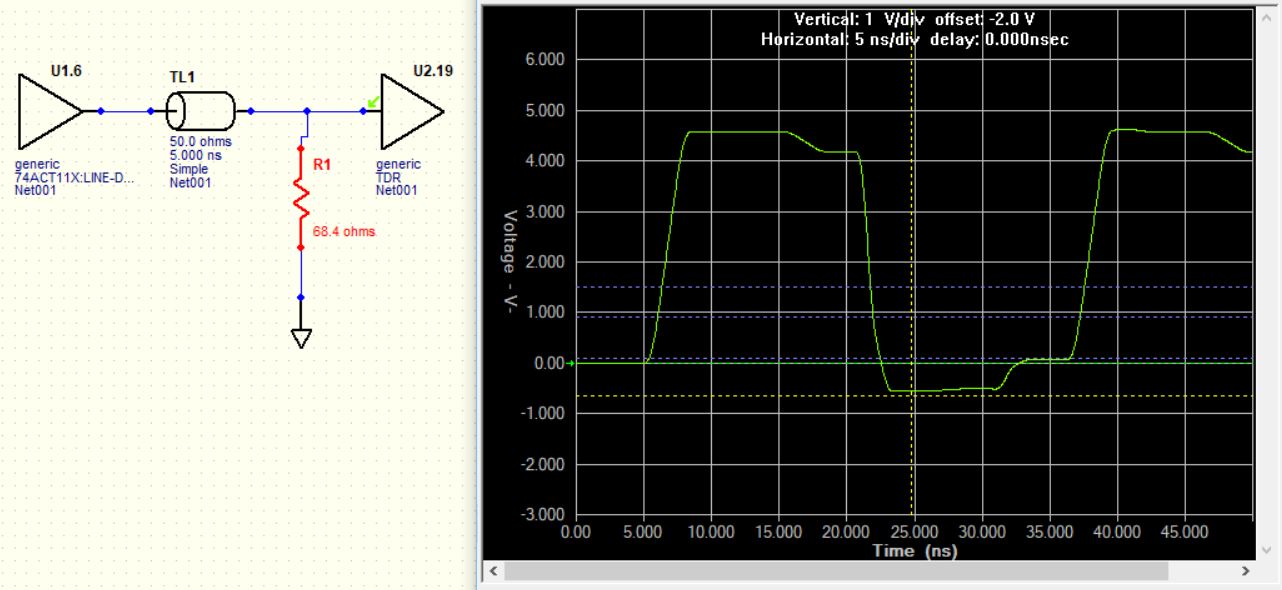 U1.6
TL1
U2.19
50.0 ohms
5.000 ns
Simple
Net001
generic
74ACT11X:LINE-D...
Net001
R1
68.4 ohms
generic
TDR
Net001
Vertical: 1 V/div offset: -2.0 V
Horizontal: 5 ns/div delay: 0.000nsec
6.000
5.000
4.000
3.000
2.000
1.000
0.00
-1.000
-2.000
-3.000
Voltage - V-
0.00 5.000 10.000 15.000 20.000 25.000 30.000 35.000 40.000 45.000
Time (ns)